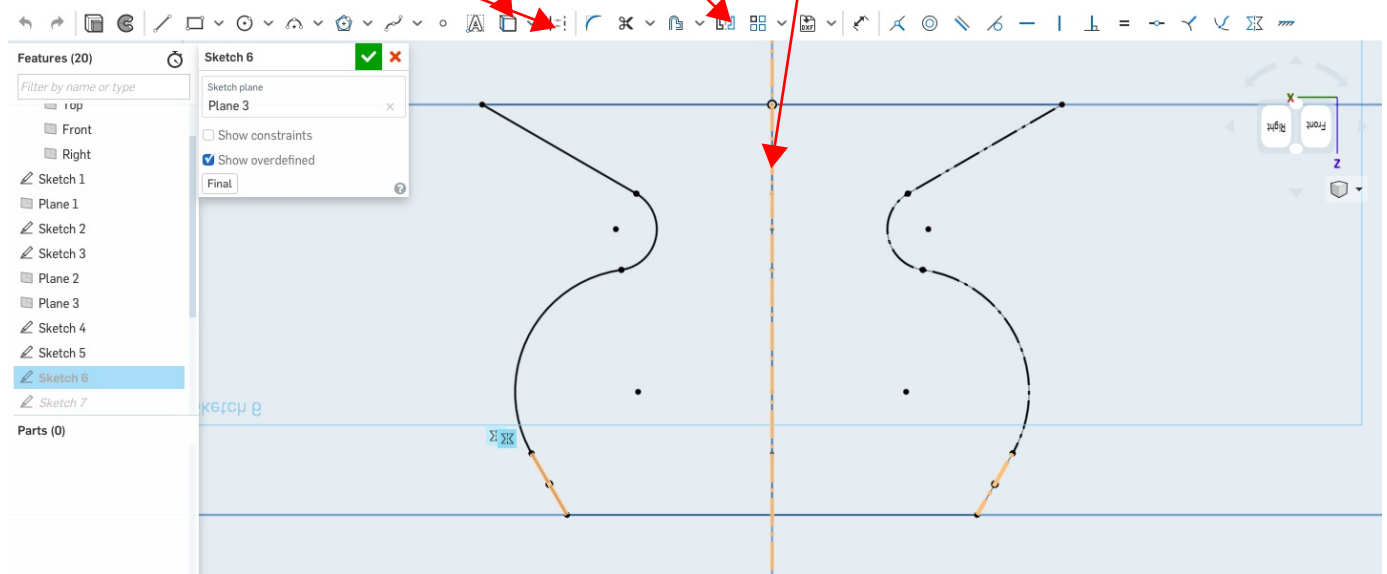 DXF
Features (20)
Sketch 6
Filter by name or type
Sketch plane
Plane 3
Top
Front
Right
Show constraints
Show overdefined
Final
Sketch 1
Plane 1
Sketch 2
Sketch 3
Plane 2
Plane 3
Sketch 4
Sketch 5
Sketch 6
Sketch 7
Parts (0)
Sketch 6
X
Right
Front
Z